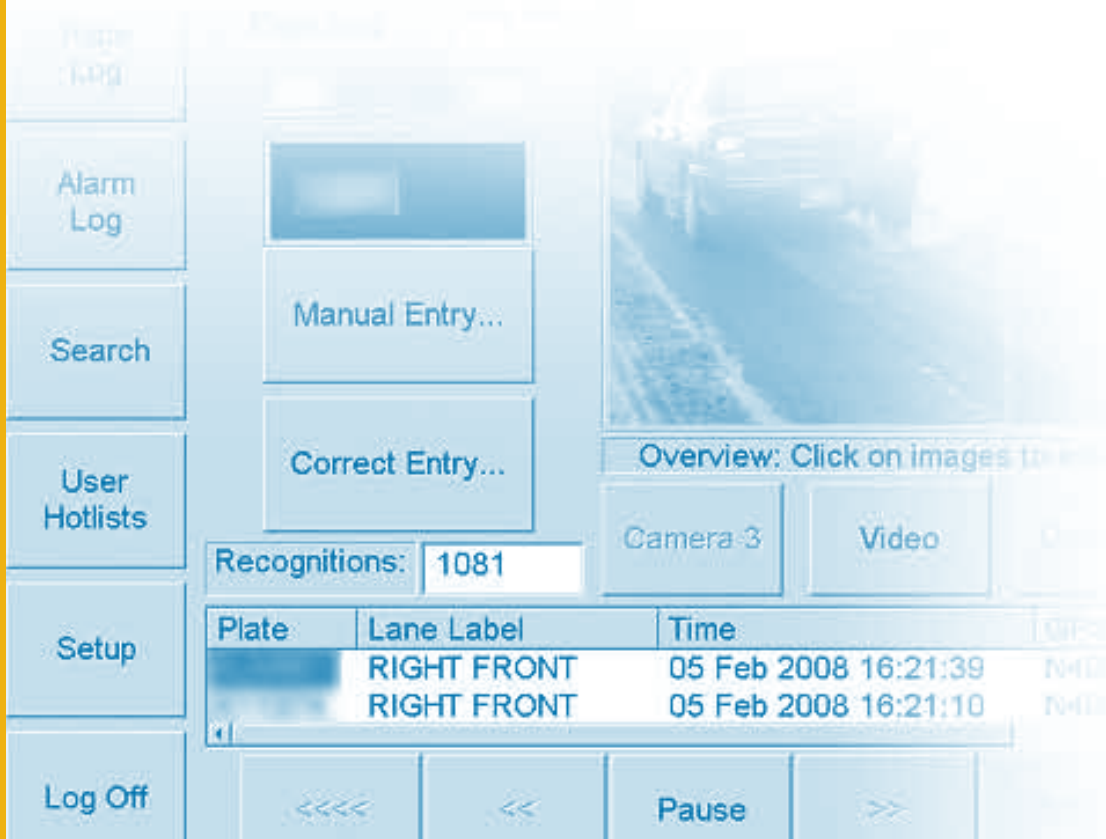 Log
Alarm
Log
Search
User
Hotlists
Setup
Log Off
Manual Entry...
Correct Entry...
Recognitions: 1081
Overview: Click on images
Camera 3
Video
Plate Lane Label Time
RIGHT FRONT 05 Feb 2008 16:21:39
RIGHT FRONT 05 Feb 2008 16:21:10
<<<< << Pause >>